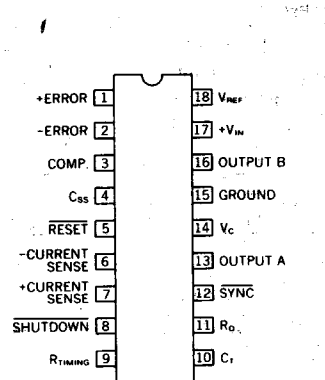 +ERROR 1
-ERROR 2
COMP. 3
CSS 4
RESET 5
-CURRENT
SENSE 6
+CURRENT
SENSE 7
SHUTDOWN 8
RTIMING 9
18 VREF
17 +VIN
16 OUTPUT B
15 GROUND
14 VC
13 OUTPUT A
12 SYNC
11 RD
10 CT